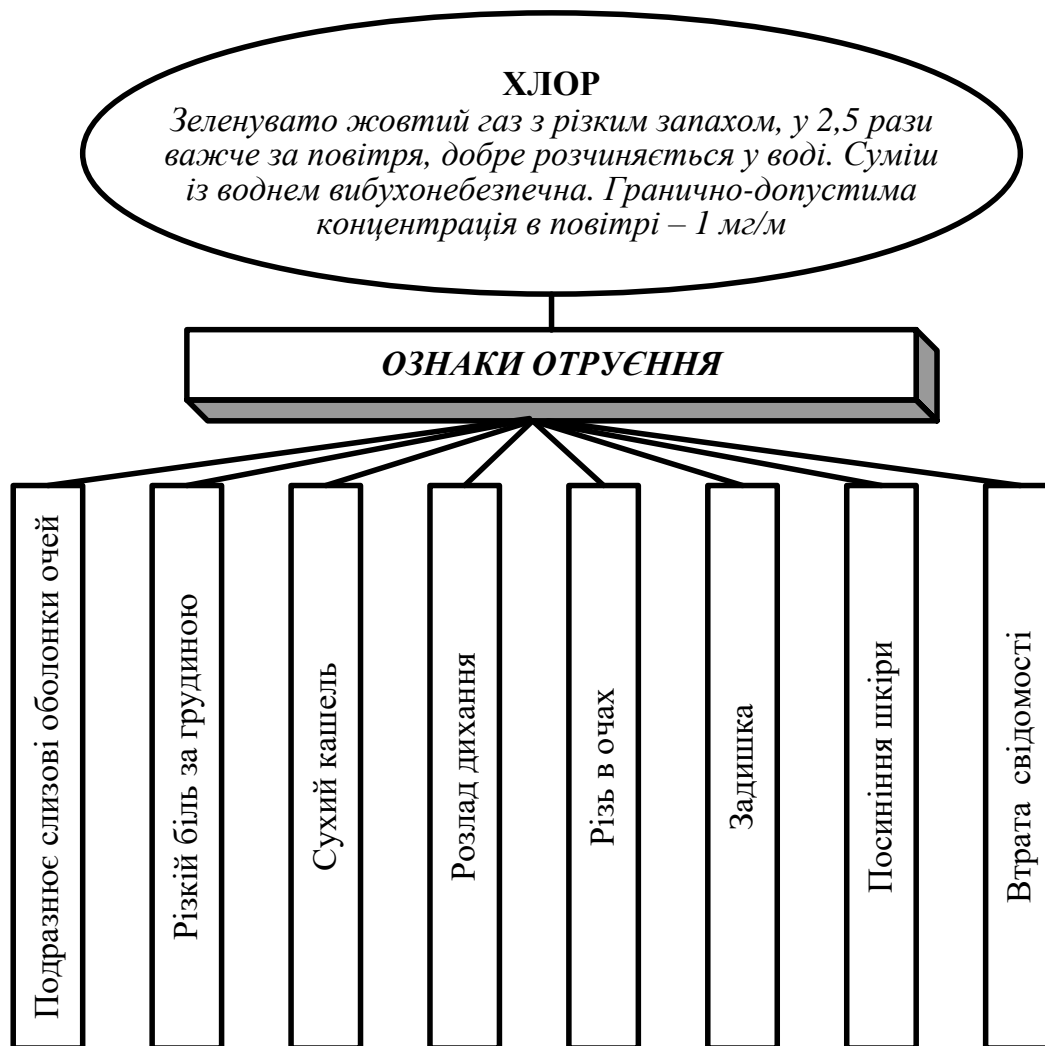 ХЛОР
Зеленувато жовтий газ з різким запахом, у 2,5 рази
важче за повітря, добре розчиняється у воді. Суміш
із воднем вибухонебезпечна. Гранично-допустима
концентрація в повітрі – 1 мг/м
ОЗНАКИ ОТРУЄННЯ
Подразнює слизові оболонки очей
Різкій біль за грудиною
Сухий кашель
Розлад дихання
Різь в очах
Задишка
Посиніння шкіри
Втрата свідомості